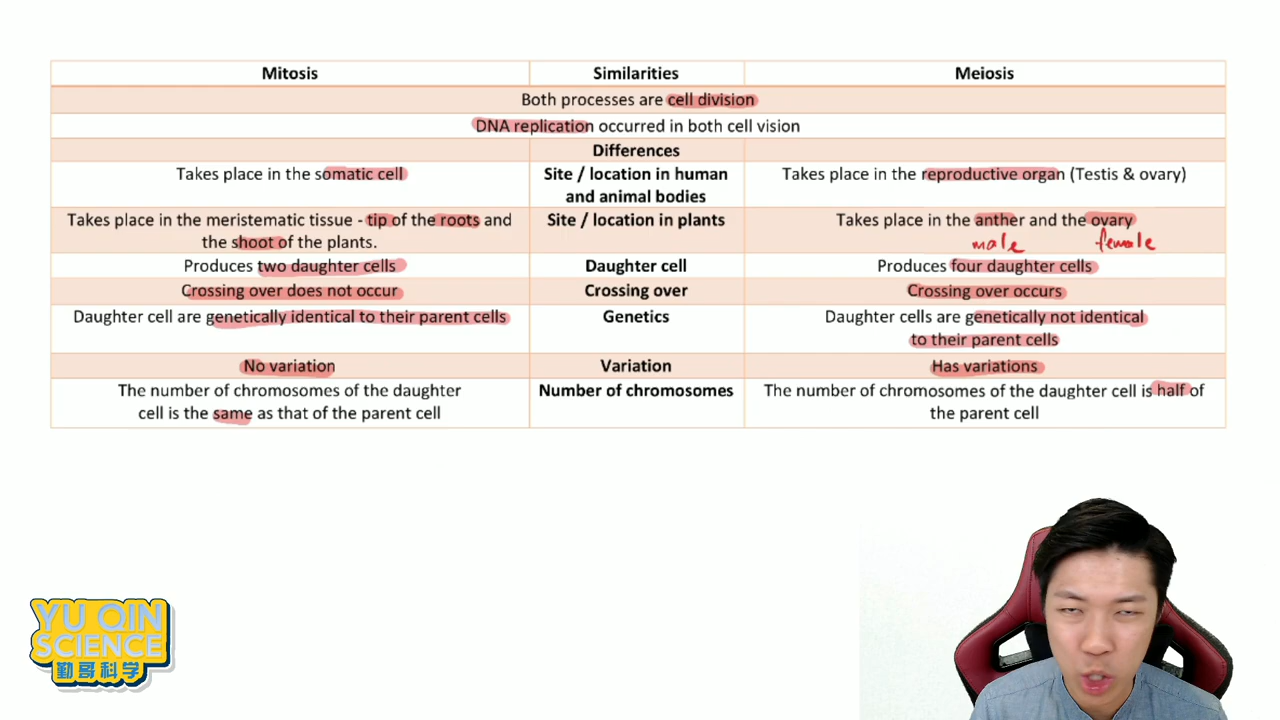 Mitosis Similarities Meiosis
Both processes are cell division
DNA replication occurred in both cell vision
Differences
Takes place in the somatic cell
Site / location in human
and animal bodies
Takes place in the reproductive organ (Testis & ovary)
Takes place in the meristematic tissue - tip of the roots and
the shoot of the plants.
Site / location in plants
Takes place in the anther and the ovary
male female
Produces two daughter cells
Daughter cell
Produces four daughter cells
Crossing over does not occur
Crossing over
Crossing over occurs
Daughter cell are genetically identical to their parent cells
Genetics
Daughter cells are genetically not identical
to their parent cells
No variation
Variation
Has variations
The number of chromosomes of the daughter
cell is the same as that of the parent cell
Number of chromosomes
The number of chromosomes of the daughter cell is half of
the parent cell
YU QIN
SCIENCE
勤哥科学